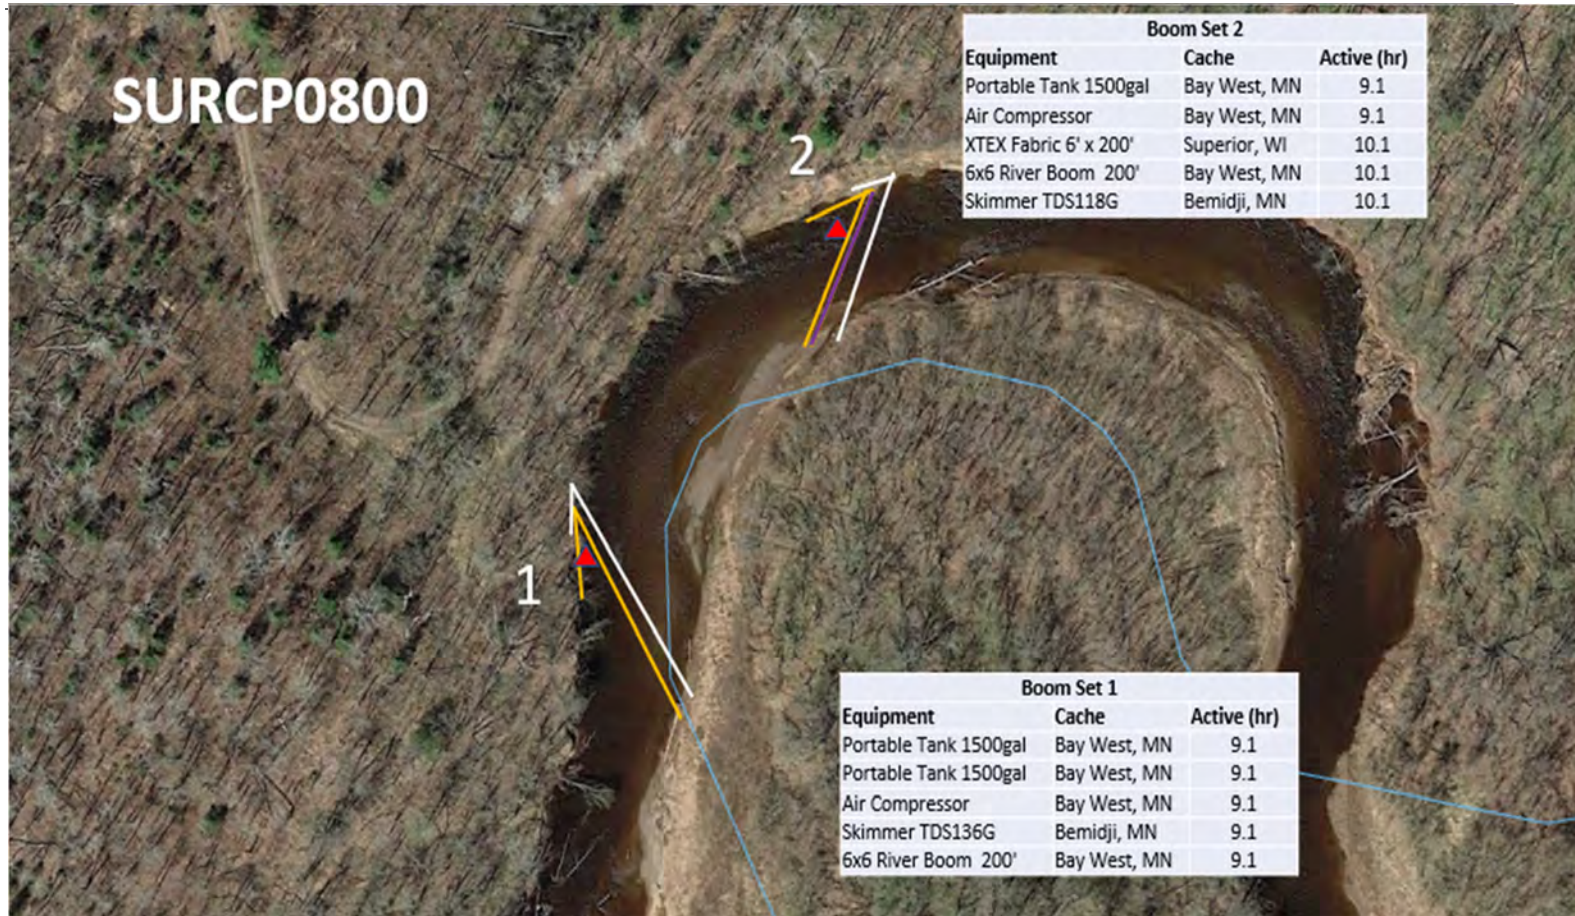 SURCP0800
2
Boom Set 2
Equipment Cache Active (hr)
Portable Tank 1500gal Bay West, MN 9.1
Air Compressor Bay West, MN 9.1
XTEX Fabric 6' x 200' Superior, WI 10.1
6x6 River Boom 200' Bay West, MN 10.1
Skimmer TDS118G Bemidji, MN 10.1
1
Boom Set 1
Equipment Cache Active (hr)
Portable Tank 1500gal Bay West, MN 9.1
Portable Tank 1500gal Bay West, MN 9.1
Air Compressor Bay West, MN 9.1
Skimmer TDS136G Bemidji, MN 9.1
6x6 River Boom 200' Bay West, MN 9.1